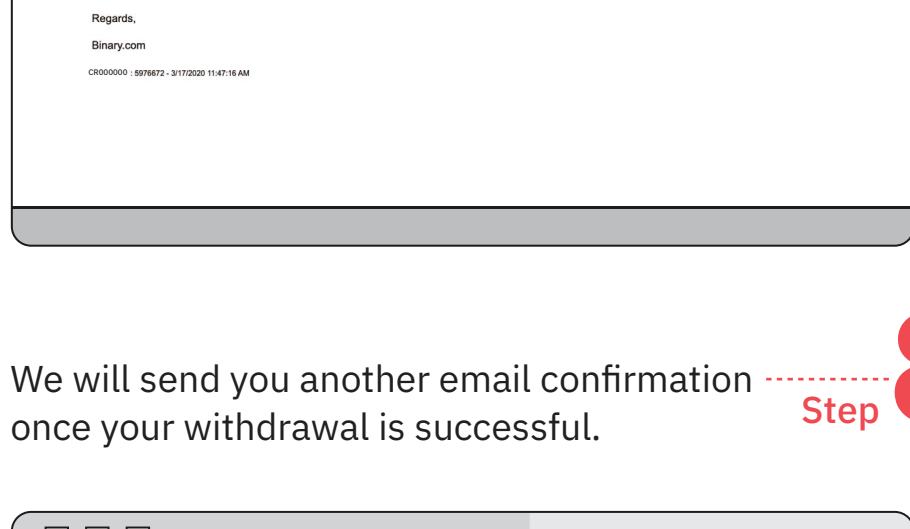 Regards,
Binary.com
CR000000 : 5976672 - 3/17/2020 11:47:16 AM
We will send you another email confirmation
once your withdrawal is successful.
Step